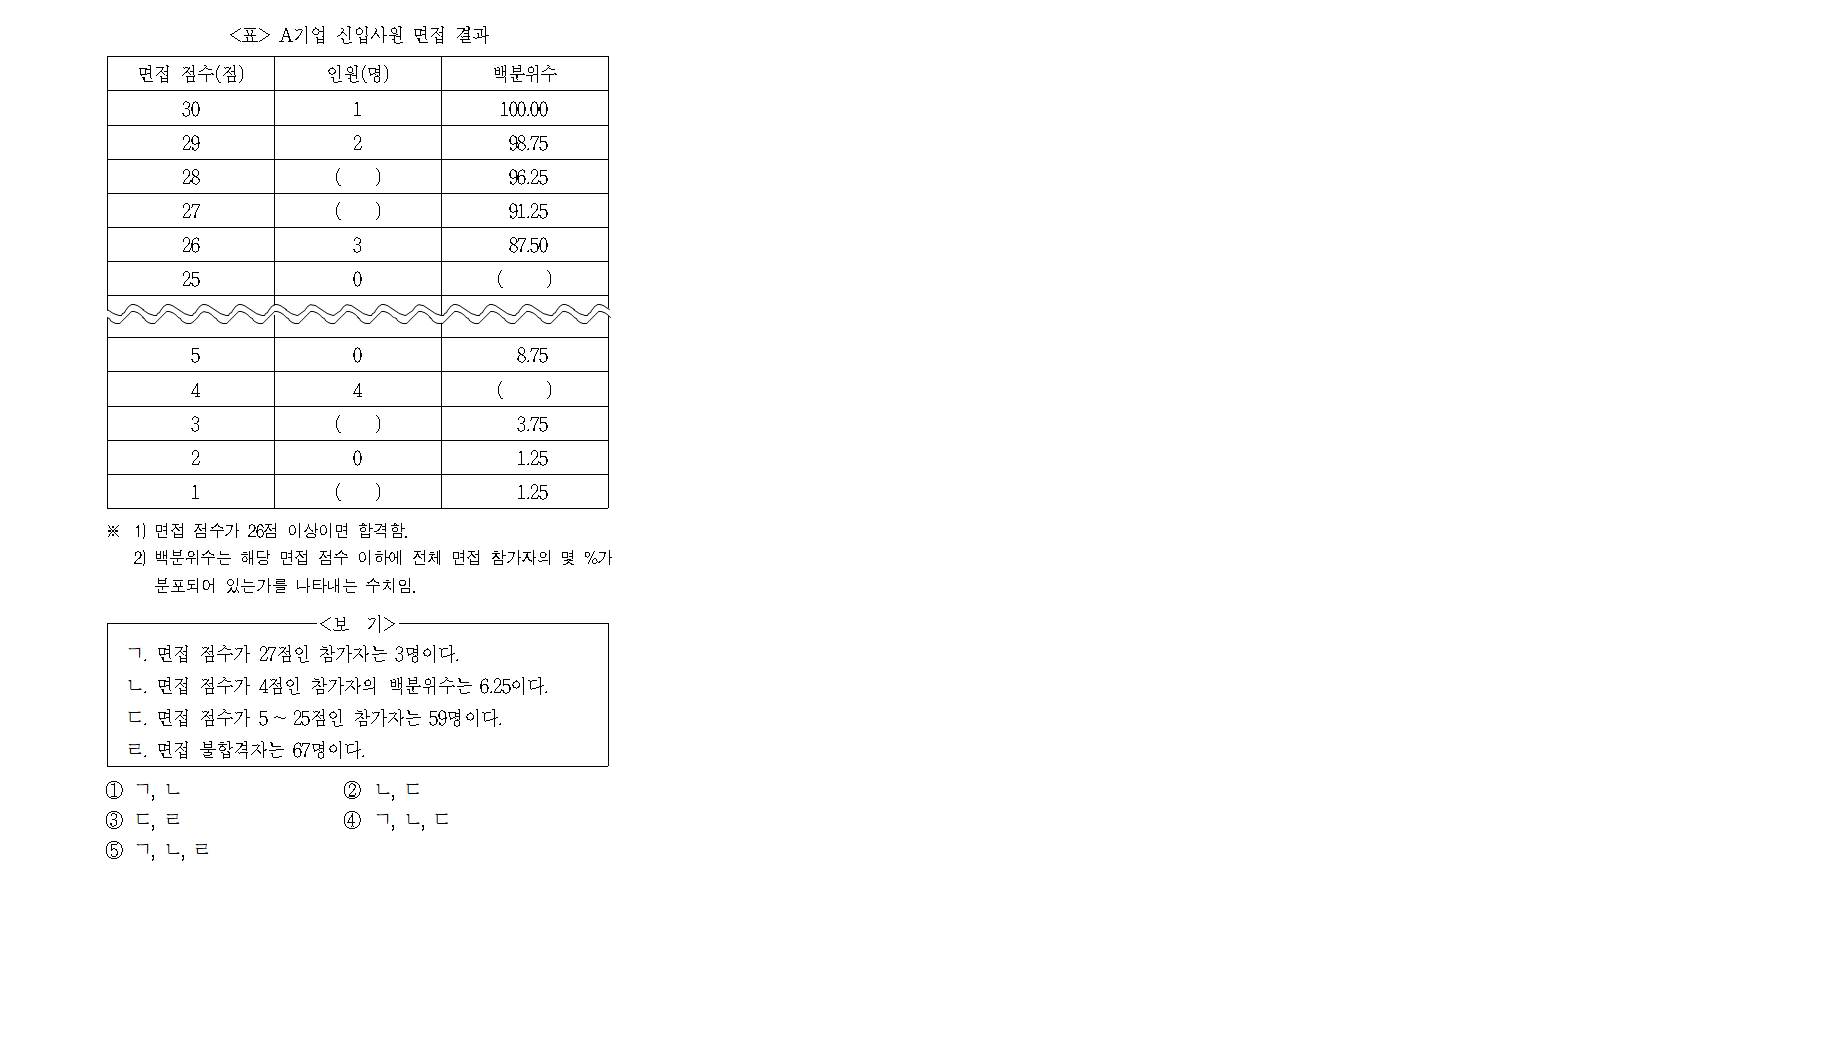 <표> A기업 신입사원 면접 결과
면접 점수(점) 인원(명) 백분위수
30 1 100.00
29 2 98.75
28 ( ) 96.25
27 ( ) 91.25
26 3 87.50
25 0 ( )
5 0 8.75
4 4 ( )
3 ( ) 3.75
2 0 1.25
1 ( ) 1.25
※ 1) 면접 점수가 26점 이상이면 합격함.
2) 백분위수는 해당 면접 점수 이하에 전체 면접 참가자의 몇 %가
분포되어 있는가를 나타내는 수치임.
<보 기>
ㄱ. 면접 점수가 27점인 참가자는 3명이다.
ㄴ. 면접 점수가 4점인 참가자의 백분위수는 6.25이다.
ㄷ. 면접 점수가 5 ~ 25점인 참가자는 59명이다.
ㄹ. 면접 불합격자는 67명이다.
① ㄱ, ㄴ ② ㄴ, ㄷ
③ ㄷ, ㄹ ④ ㄱ, ㄴ, ㄷ
⑤ ㄱ, ㄴ, ㄹ